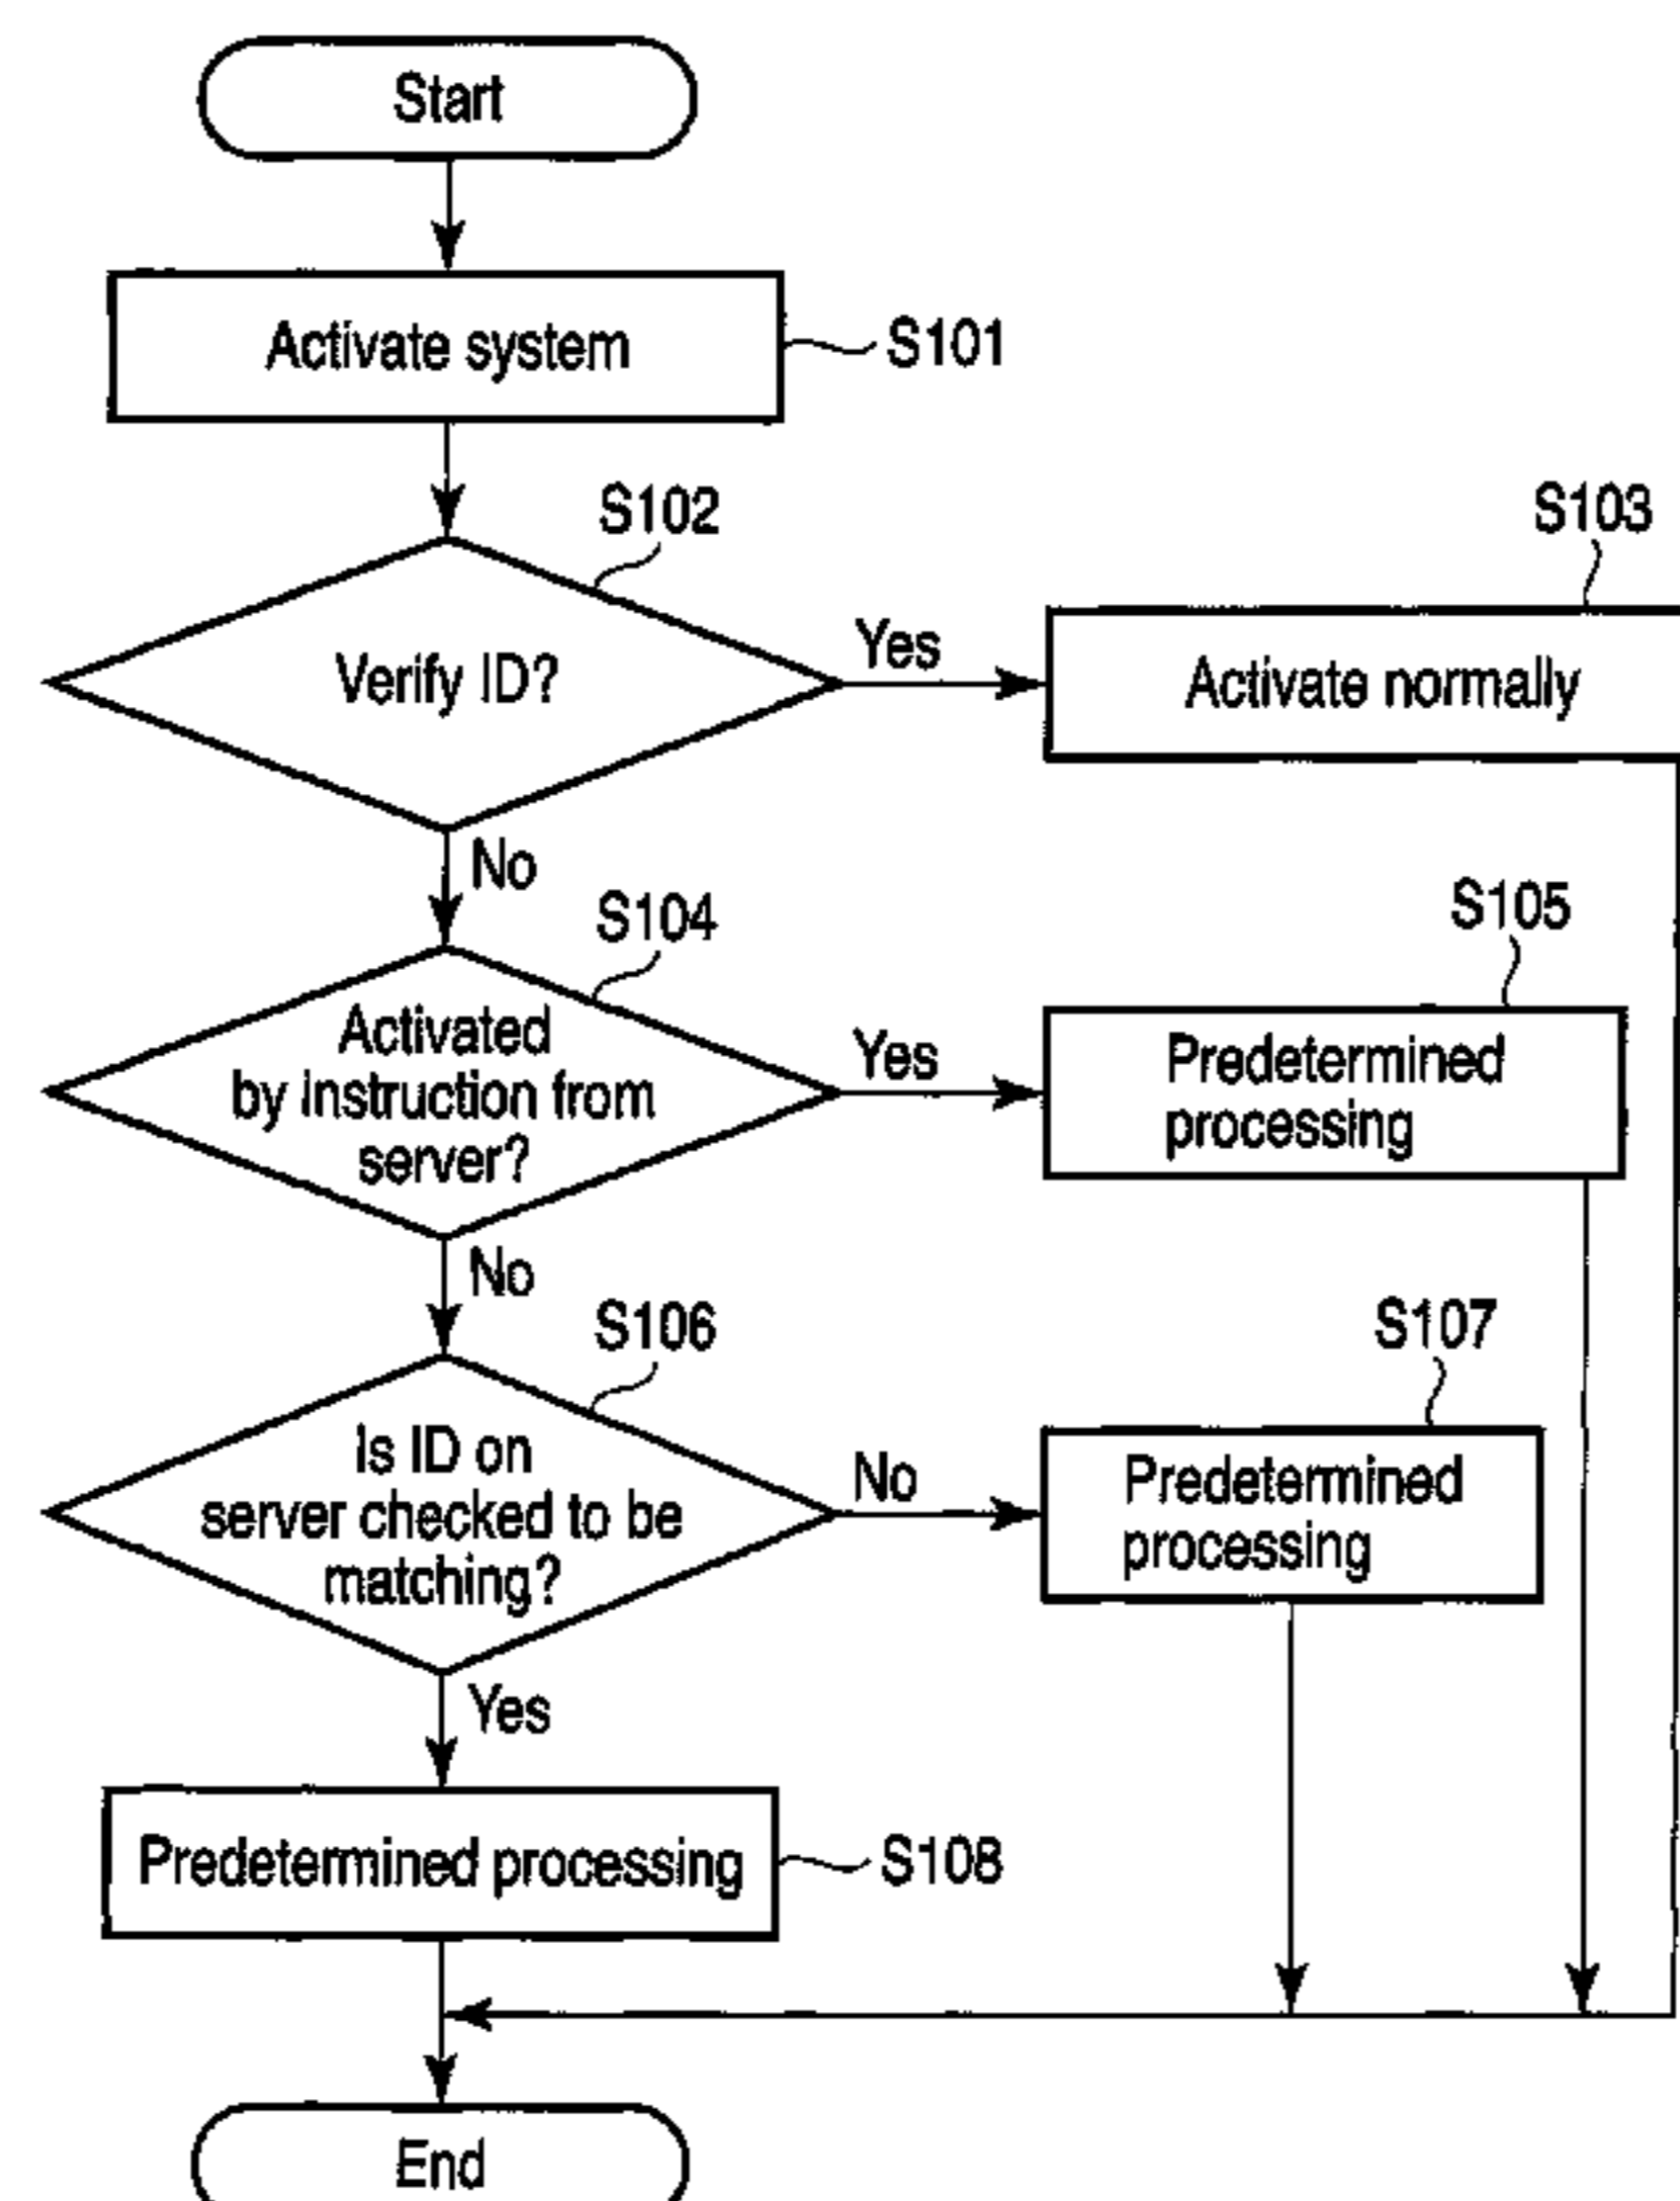 Start
Activate system
S101
S102
S103
Verify ID?
Yes
Activate normally
No
S104
S105
Activated
by instruction from
server?
Yes
Predetermined
processing
No
S106
S107
Is ID on
server checked to be
matching?
No
Predetermined
processing
Yes
Predetermined processing
S108
End